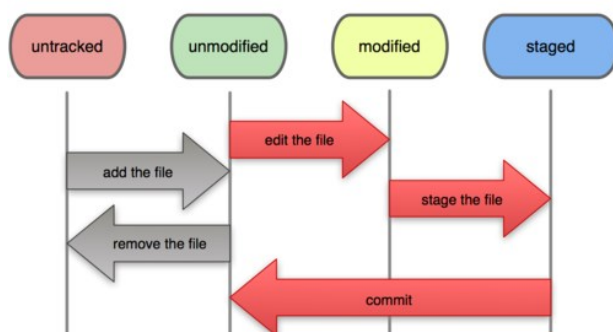 untracked
unmodified
modified
staged
edit the file
add the file
stage the file
remove the file
commit